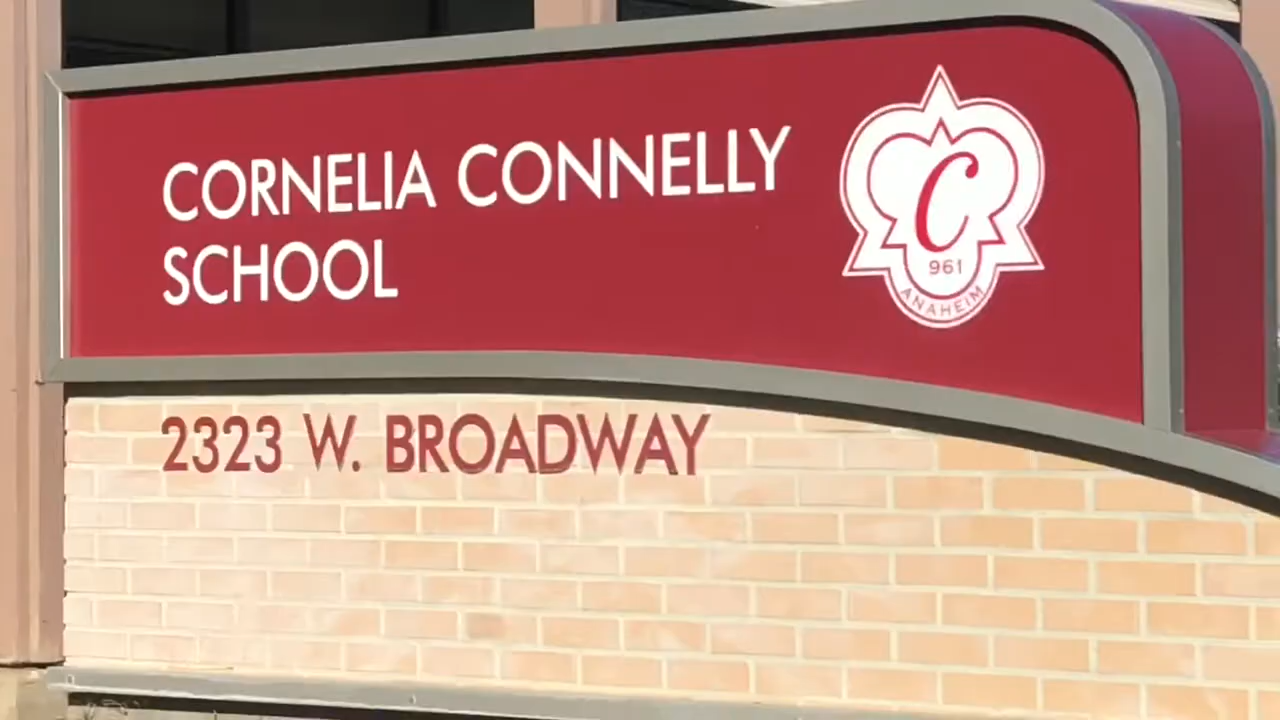 CORNELIA CONNELLY
SCHOOL
C
961
ANAHEIM
2323 W. BROADWAY